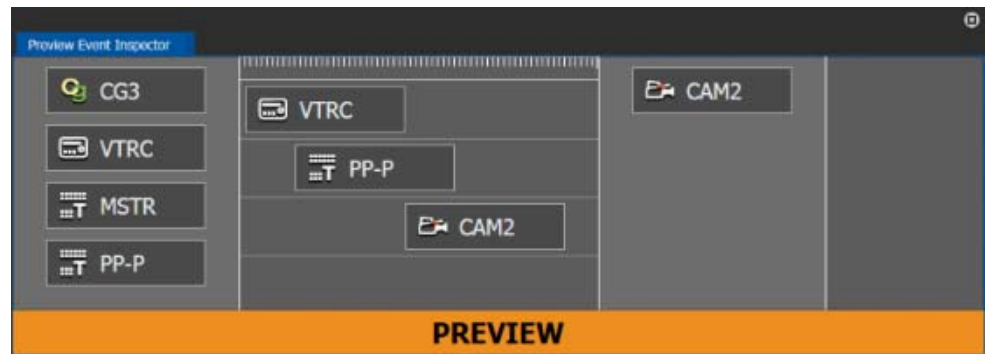 Preview Event Inspector
CG3
VTRC
MSTR
PP-P
VTRC
PP-P
CAM2
CAM2
PREVIEW